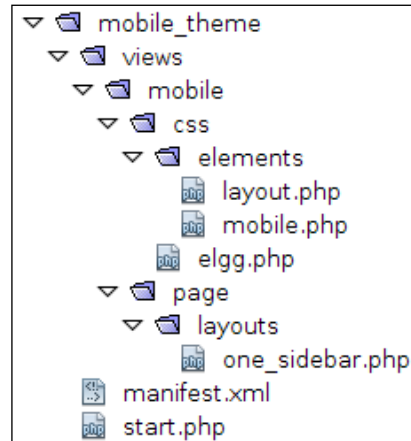 mobile_theme
views
mobile
css
elements
layout.php
mobile.php
elgg.php
page
layouts
one_sidebar.php
manifest.xml
start.php